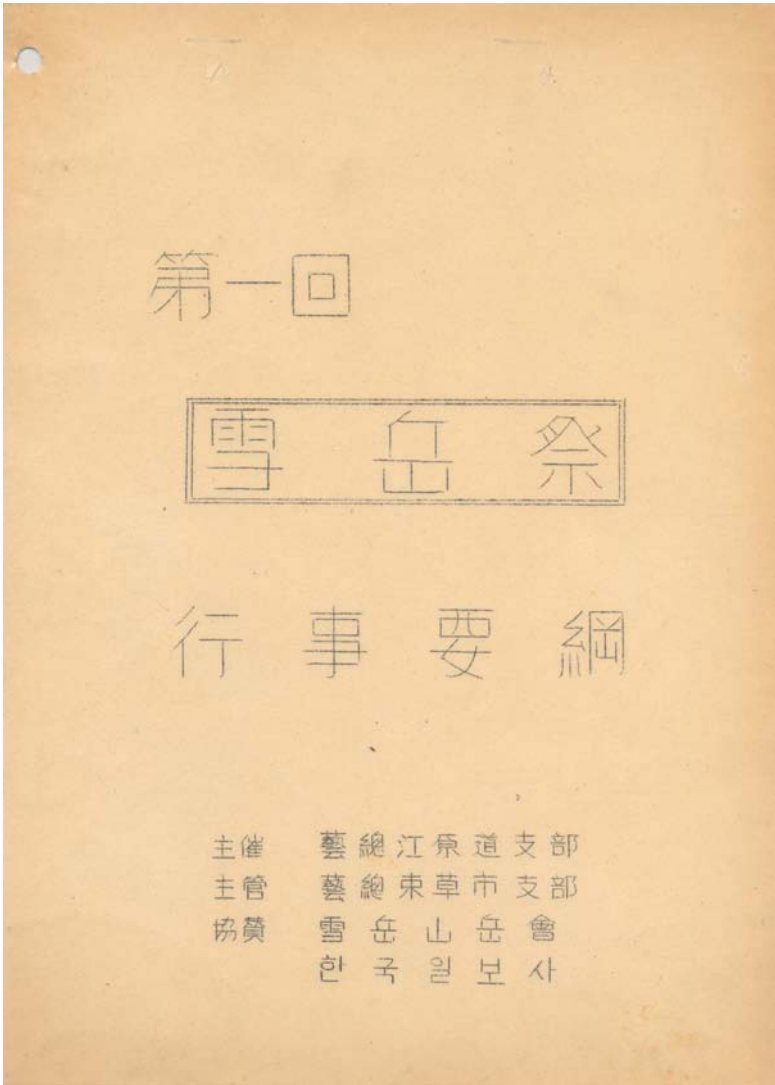 第一回
雪岳祭
行事要綱
主催 藝總江原道支部
主管 藝總束草市支部
協賛 雪岳山岳會
한국일보사